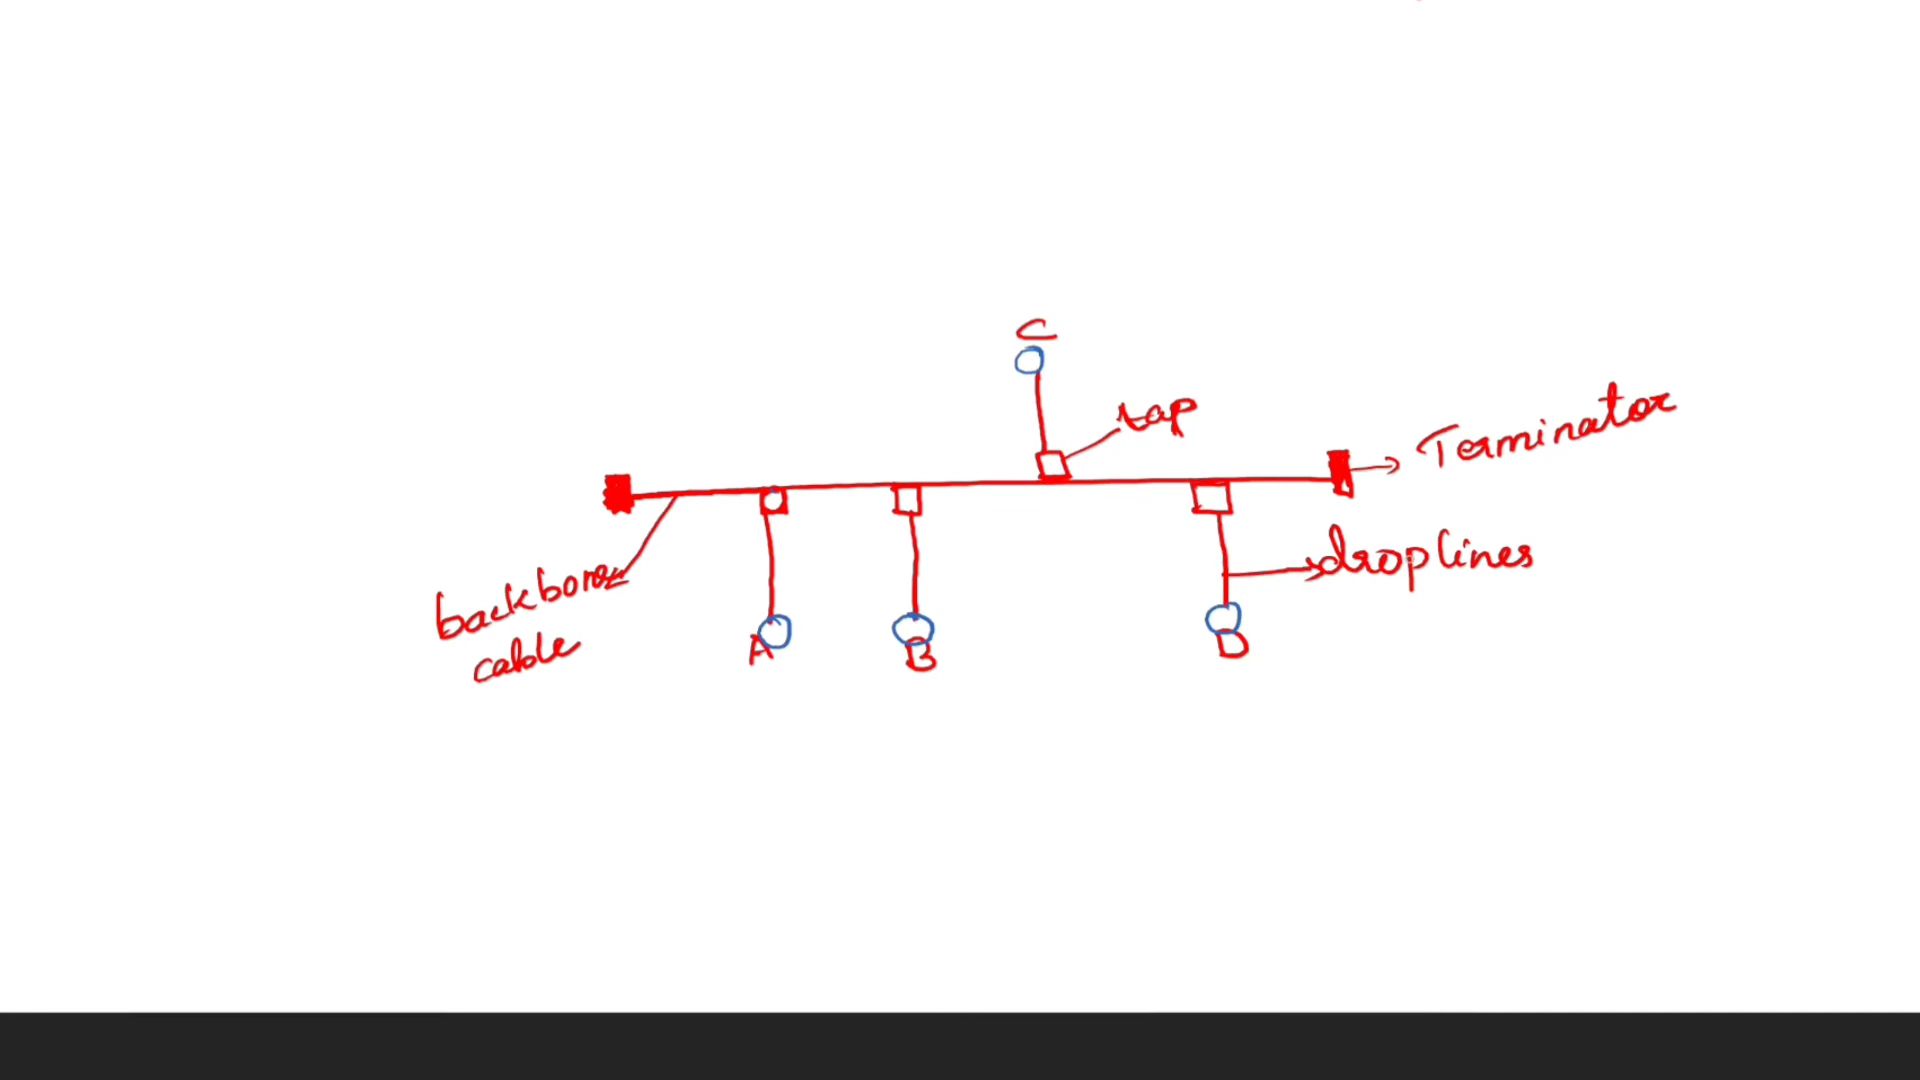 C
tap
Terminator
droplines
backbone
cable
A
B
D